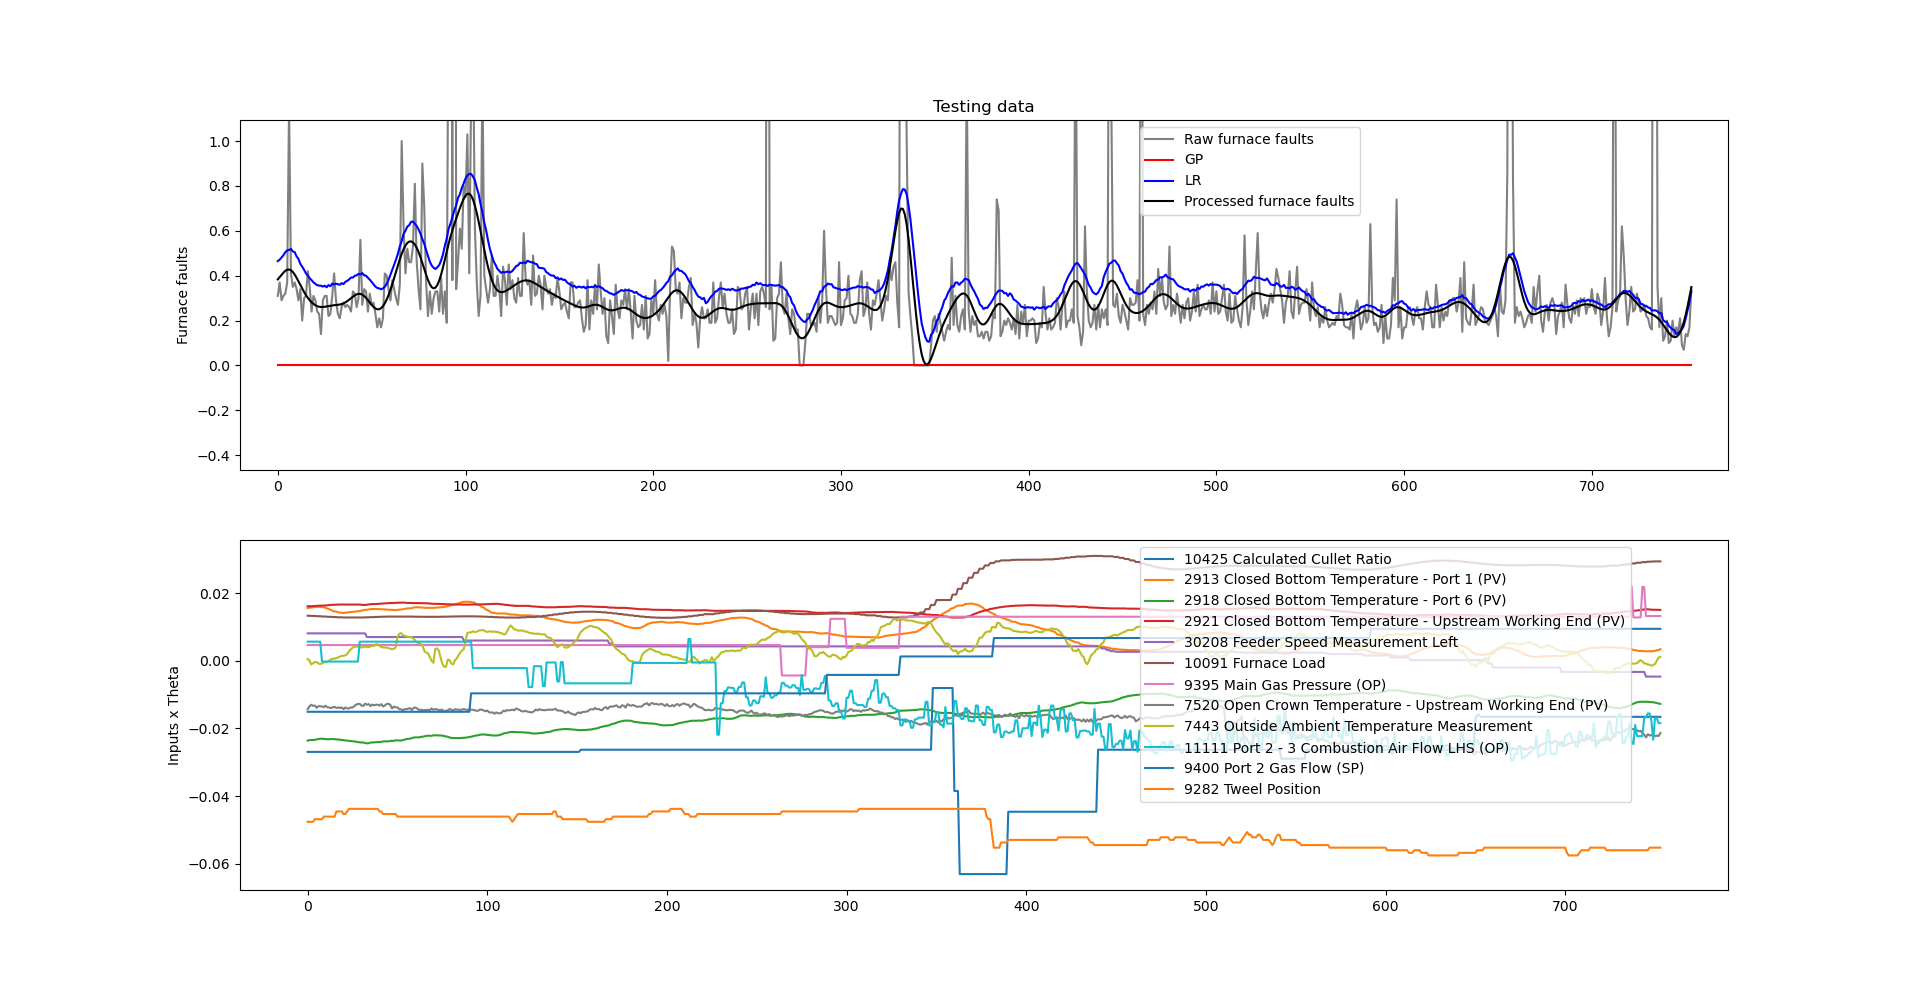 Testing data
Furnace faults
1.0
0.8
0.6
0.4
0.2
0.0
−0.2
−0.4
Raw furnace faults
GP
LR
Processed furnace faults
0 100 200 300 400 500 600 700
Inputs x Theta
0.02
0.00
−0.02
−0.04
−0.06
10425 Calculated Cullet Ratio
2913 Closed Bottom Temperature - Port 1 (PV)
2918 Closed Bottom Temperature - Port 6 (PV)
2921 Closed Bottom Temperature - Upstream Working End (PV)
30208 Feeder Speed Measurement Left
10091 Furnace Load
9395 Main Gas Pressure (OP)
7520 Open Crown Temperature - Upstream Working End (PV)
7443 Outside Ambient Temperature Measurement
11111 Port 2 - 3 Combustion Air Flow LHS (OP)
9400 Port 2 Gas Flow (SP)
9282 Tweel Position
0 100 200 300 400 500 600 700